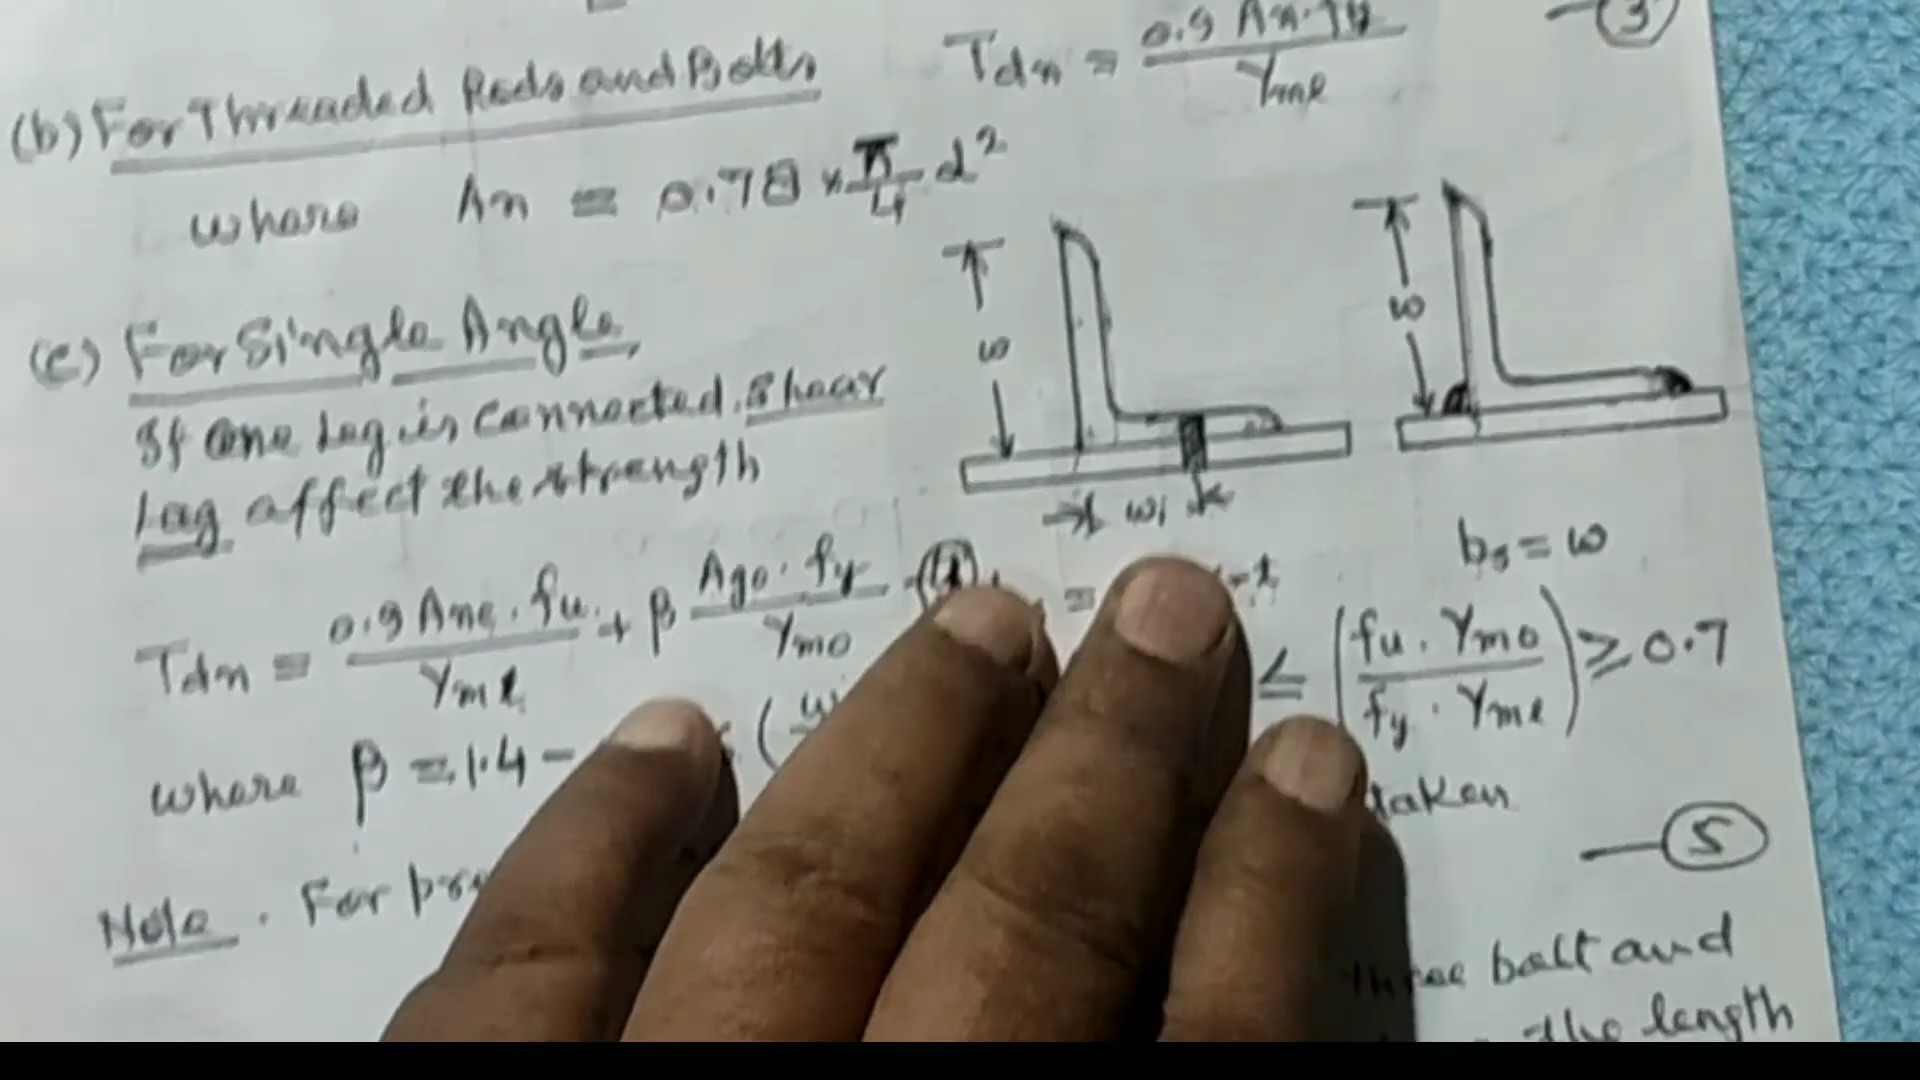 (b) For Threaded Rods and Bolts Tdn = 0.9 An.fu / γml — (3)
where An = 0.78 × π/4 d²
(c) For Single Angle,
If one leg is connected, shear
lag affect the strength
w w
w1 bs = w
Tdn = 0.9 Anc . fu / γml + β Ago . fy / γmo — (4)
where β = 1.4 - ≤ (fu . γmo / fy . γml) ≥ 0.7
taken
— (5)
Note . For
three bolt and
the length